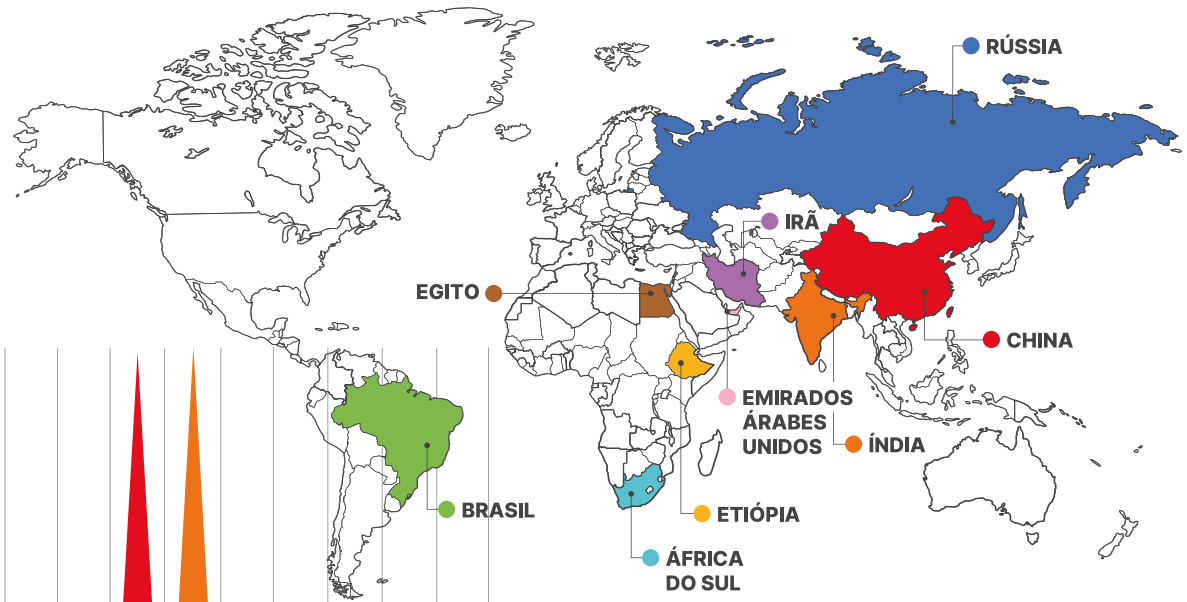 RÚSSIA
IRÃ
EGITO
CHINA
EMIRADOS
ÁRABES
UNIDOS
ÍNDIA
BRASIL
ETIÓPIA
ÁFRICA
DO SUL